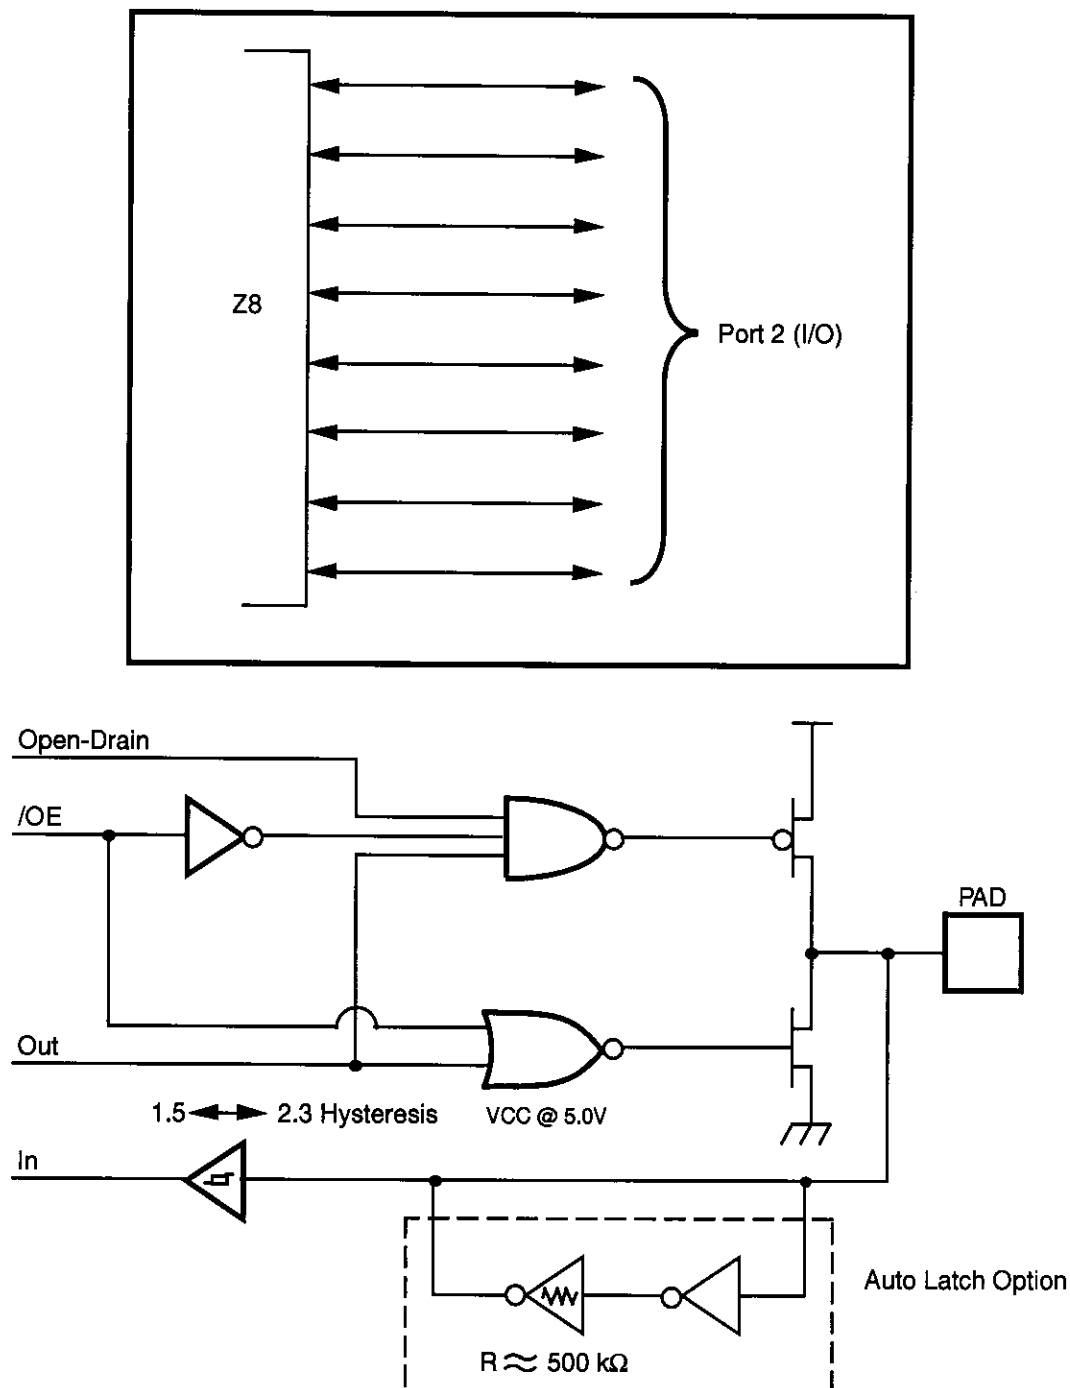 Z8
Port 2 (I/O)
Open-Drain
/OE
PAD
Out
1.5 2.3 Hysteresis VCC @ 5.0V
In
Auto Latch Option
R ≈ 500 kΩ